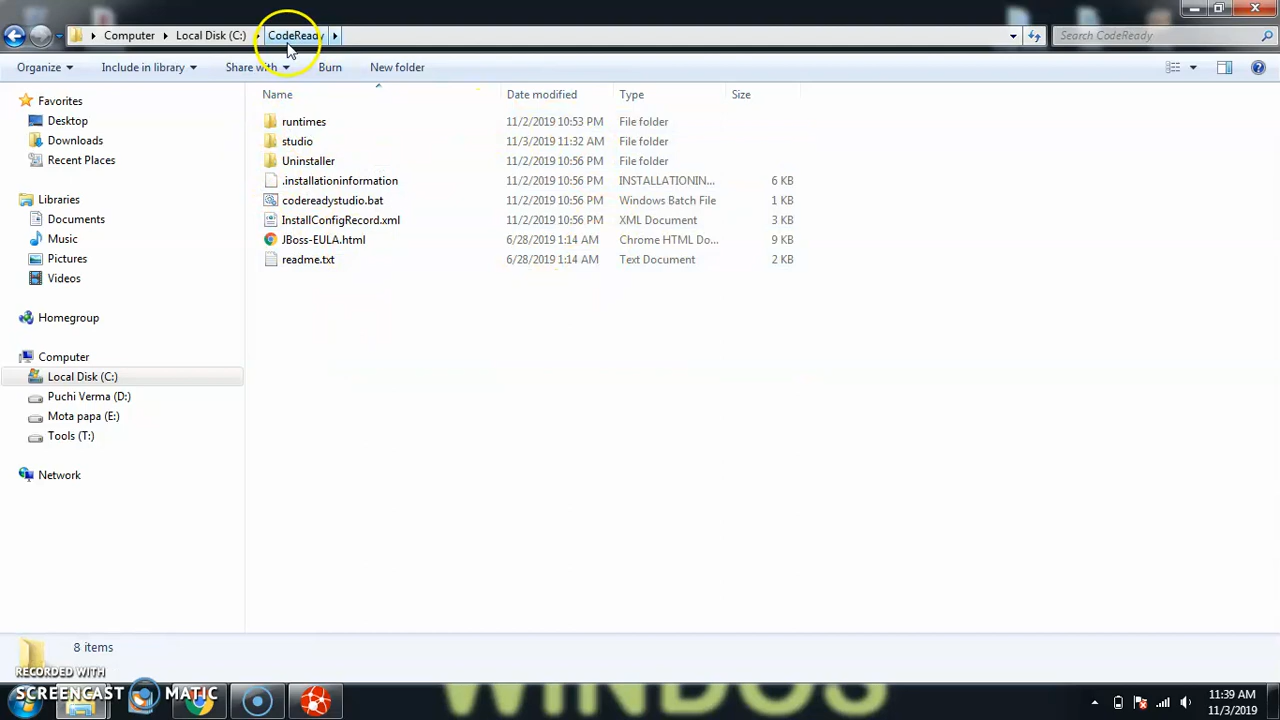 Computer Local Disk (C:) CodeReady Search CodeReady
Organize Include in library Share with Burn New folder
Name Date modified Type Size
Favorites
Desktop
Downloads
Recent Places
Libraries
Documents
Music
Pictures
Videos
Homegroup
Computer
Local Disk (C:)
Puchi Verma (D:)
Mota papa (E:)
Tools (T:)
Network
runtimes 11/2/2019 10:53 PM File folder
studio 11/3/2019 11:32 AM File folder
Uninstaller 11/2/2019 10:56 PM File folder
.installationinformation 11/2/2019 10:56 PM INSTALLATIONIN... 6 KB
codereadystudio.bat 11/2/2019 10:56 PM Windows Batch File 1 KB
InstallConfigRecord.xml 11/2/2019 10:56 PM XML Document 3 KB
JBoss-EULA.html 6/28/2019 1:14 AM Chrome HTML Do... 9 KB
readme.txt 6/28/2019 1:14 AM Text Document 2 KB
8 items
RECORDED WITH
SCREENCAST MATIC
11:39 AM
11/3/2019